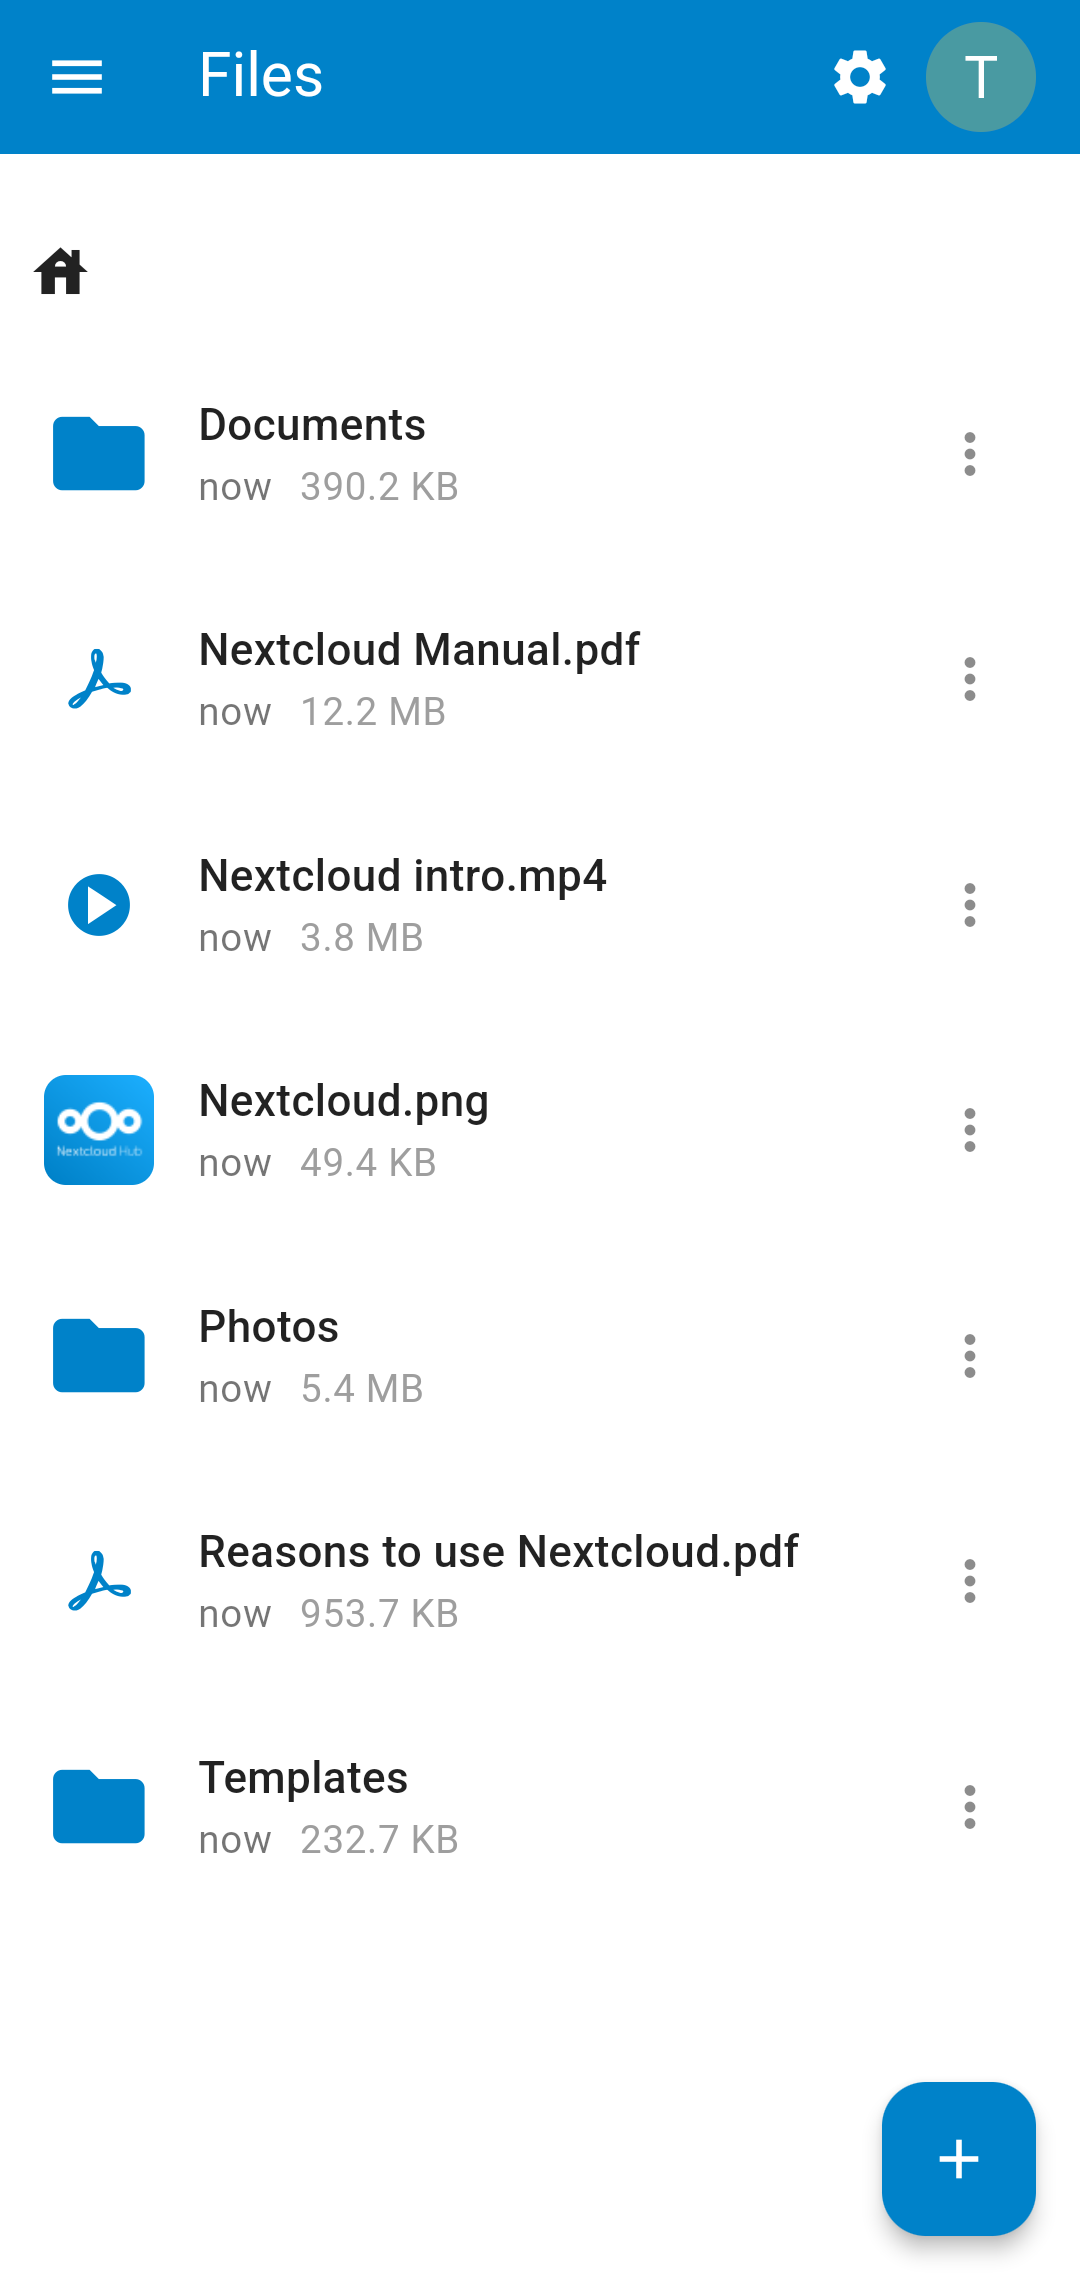 Files
T
Documents
now 390.2 KB
Nextcloud Manual.pdf
now 12.2 MB
Nextcloud intro.mp4
now 3.8 MB
Nextcloud Hub
Nextcloud.png
now 49.4 KB
Photos
now 5.4 MB
Reasons to use Nextcloud.pdf
now 953.7 KB
Templates
now 232.7 KB